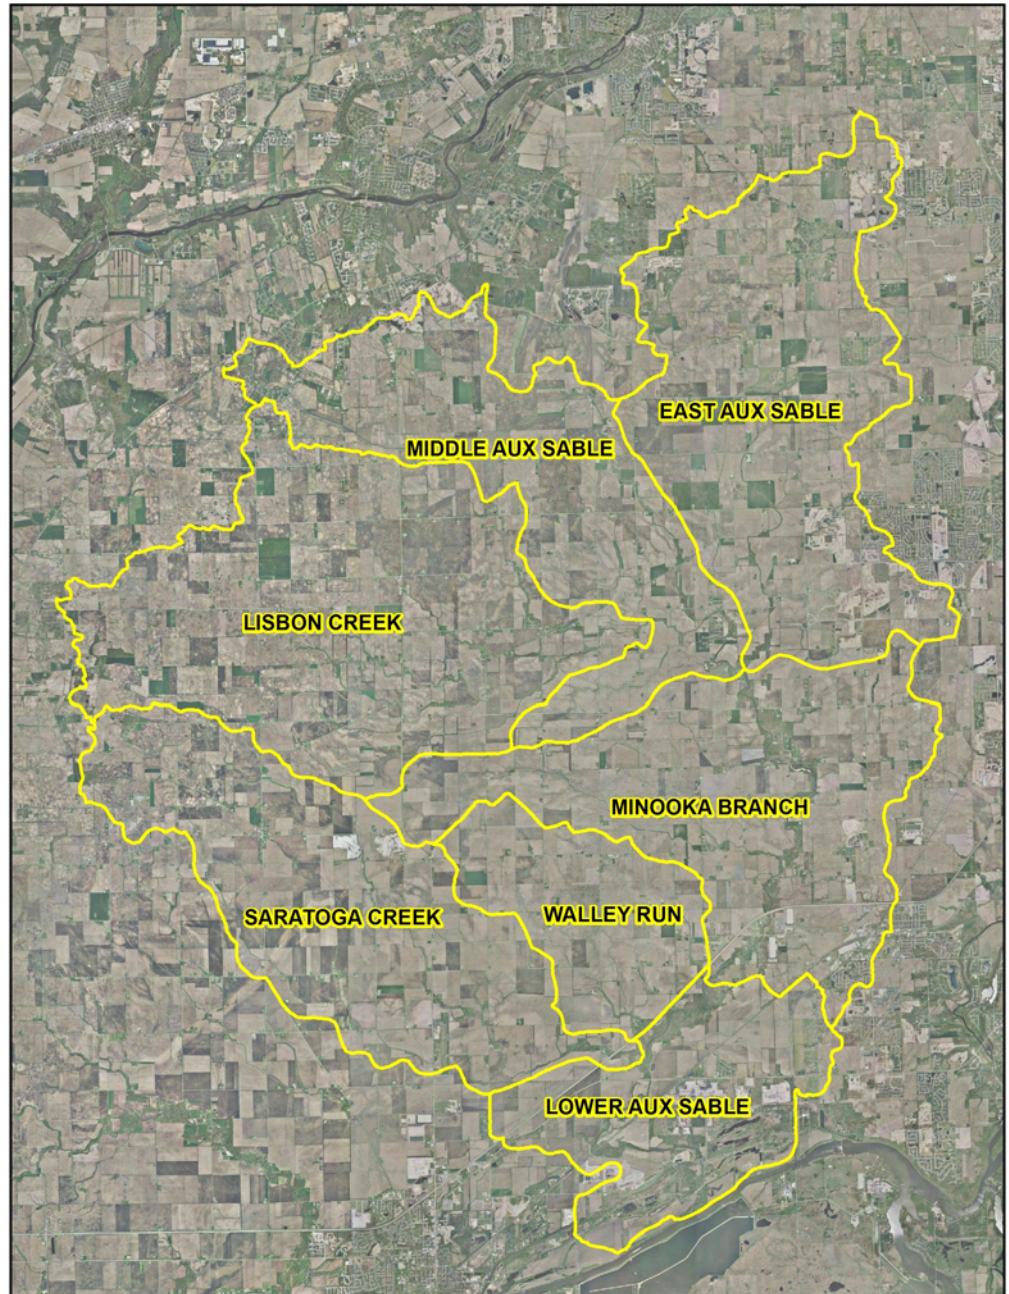 EAST AUX SABLE
MIDDLE AUX SABLE
LISBON CREEK
MINOOKA BRANCH
SARATOGA CREEK
WALLEY RUN
LOWER AUX SABLE